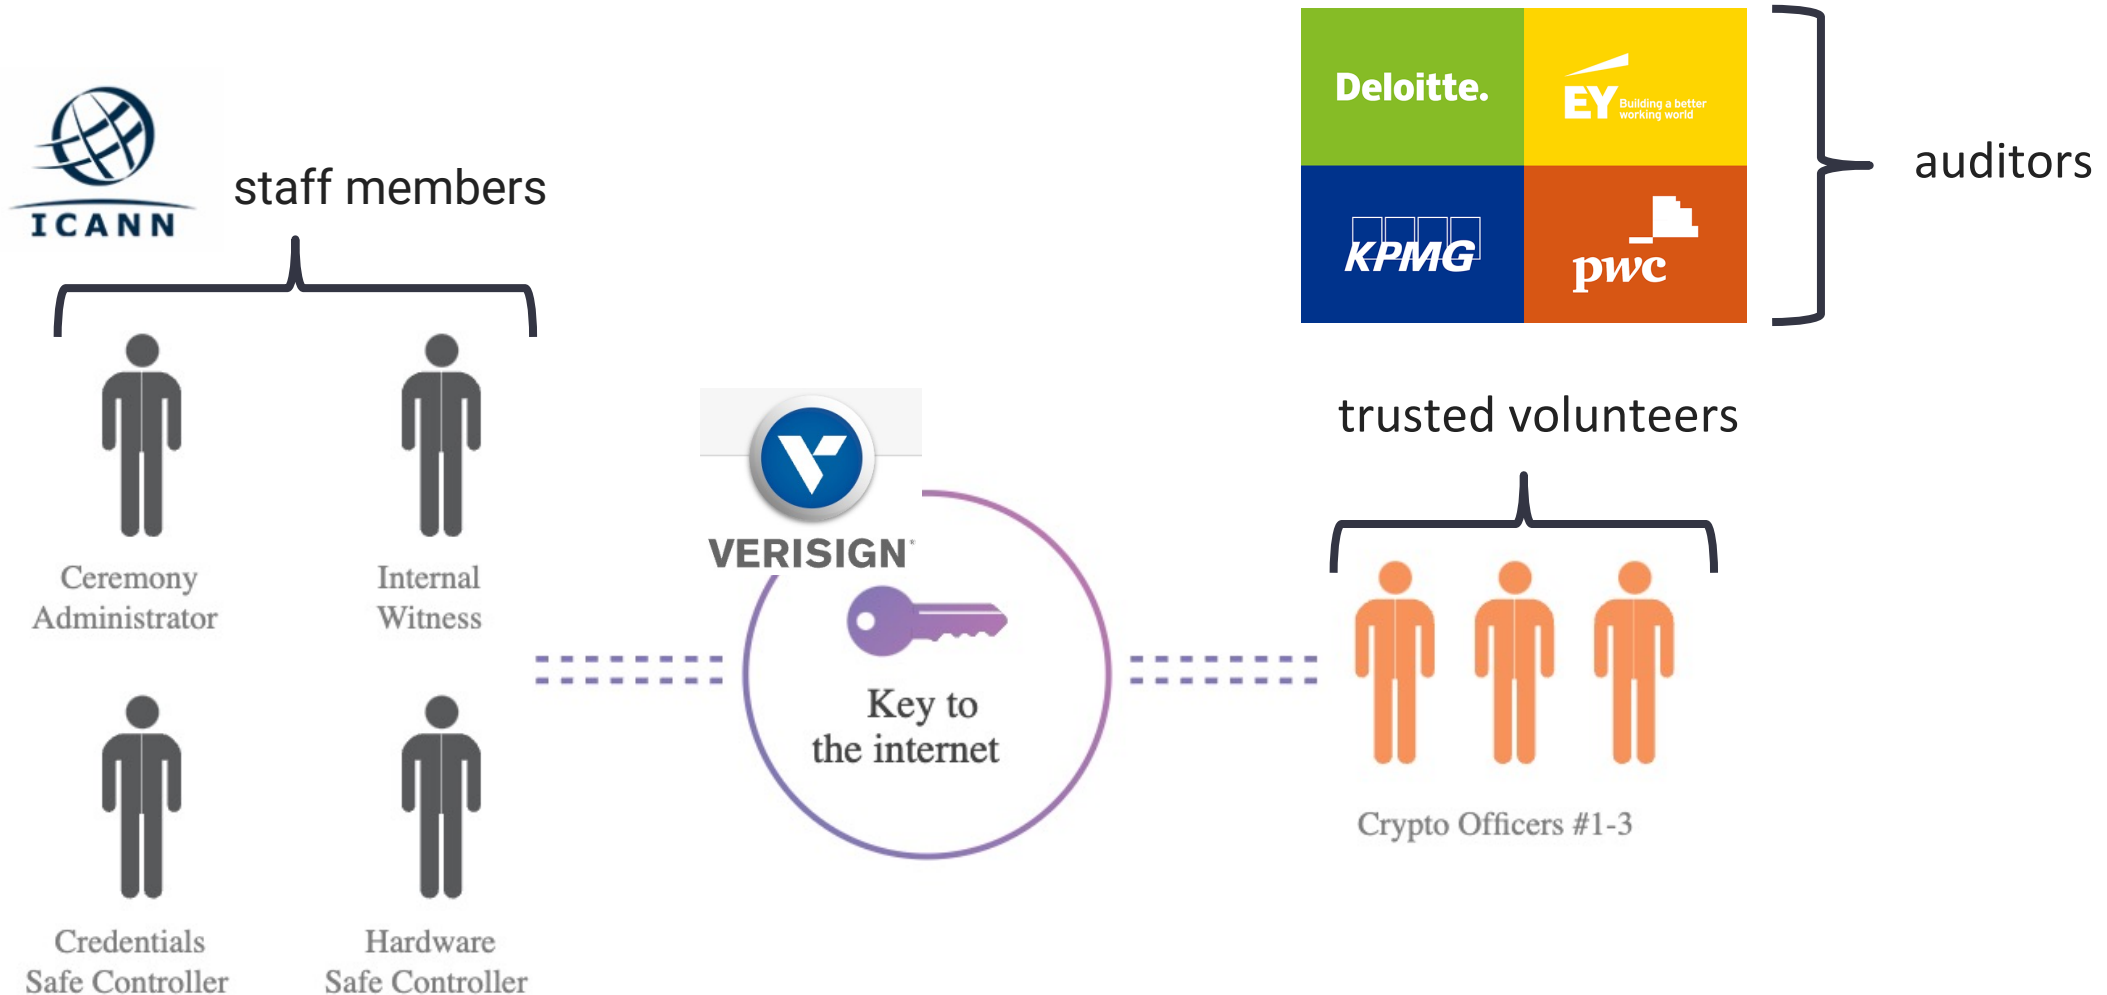 ICANN
staff members
Ceremony
Administrator
Internal
Witness
Credentials
Safe Controller
Hardware
Safe Controller
VERISIGN®
Key to
the internet
Deloitte.
EY Building a better
working world
KPMG
pwc
auditors
trusted volunteers
Crypto Officers #1-3